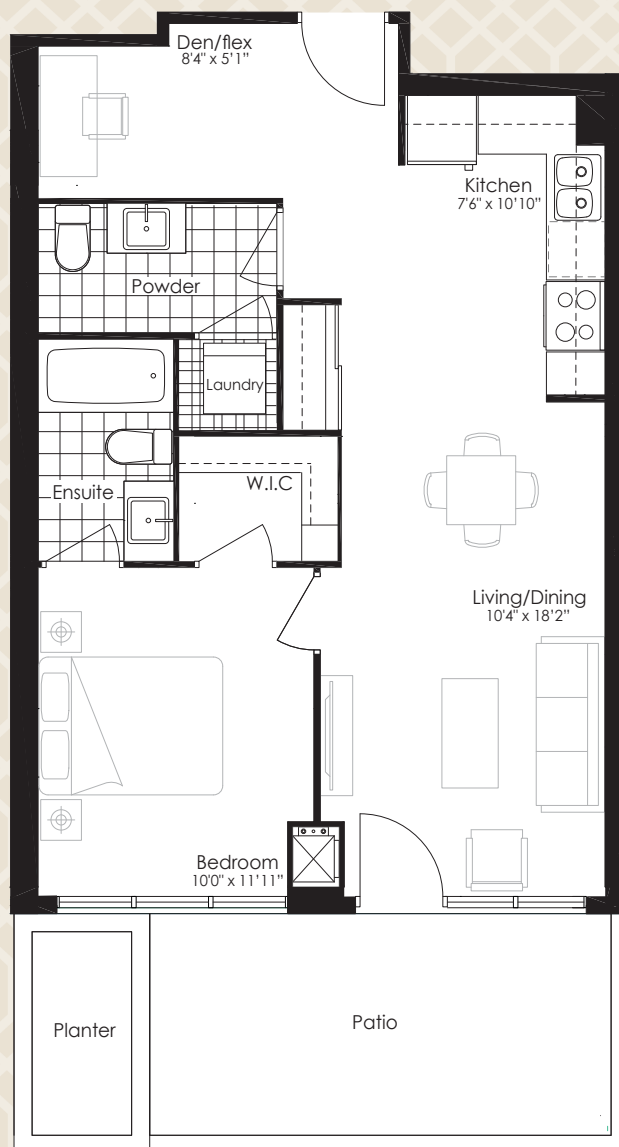 Den/flex
8'4" x 5'1"
Kitchen
7'6" x 10'10"
Powder
Laundry
W.I.C
Ensuite
Living/Dining
10'4" x 18'2"
Bedroom
10'0" x 11'11"
Planter
Patio